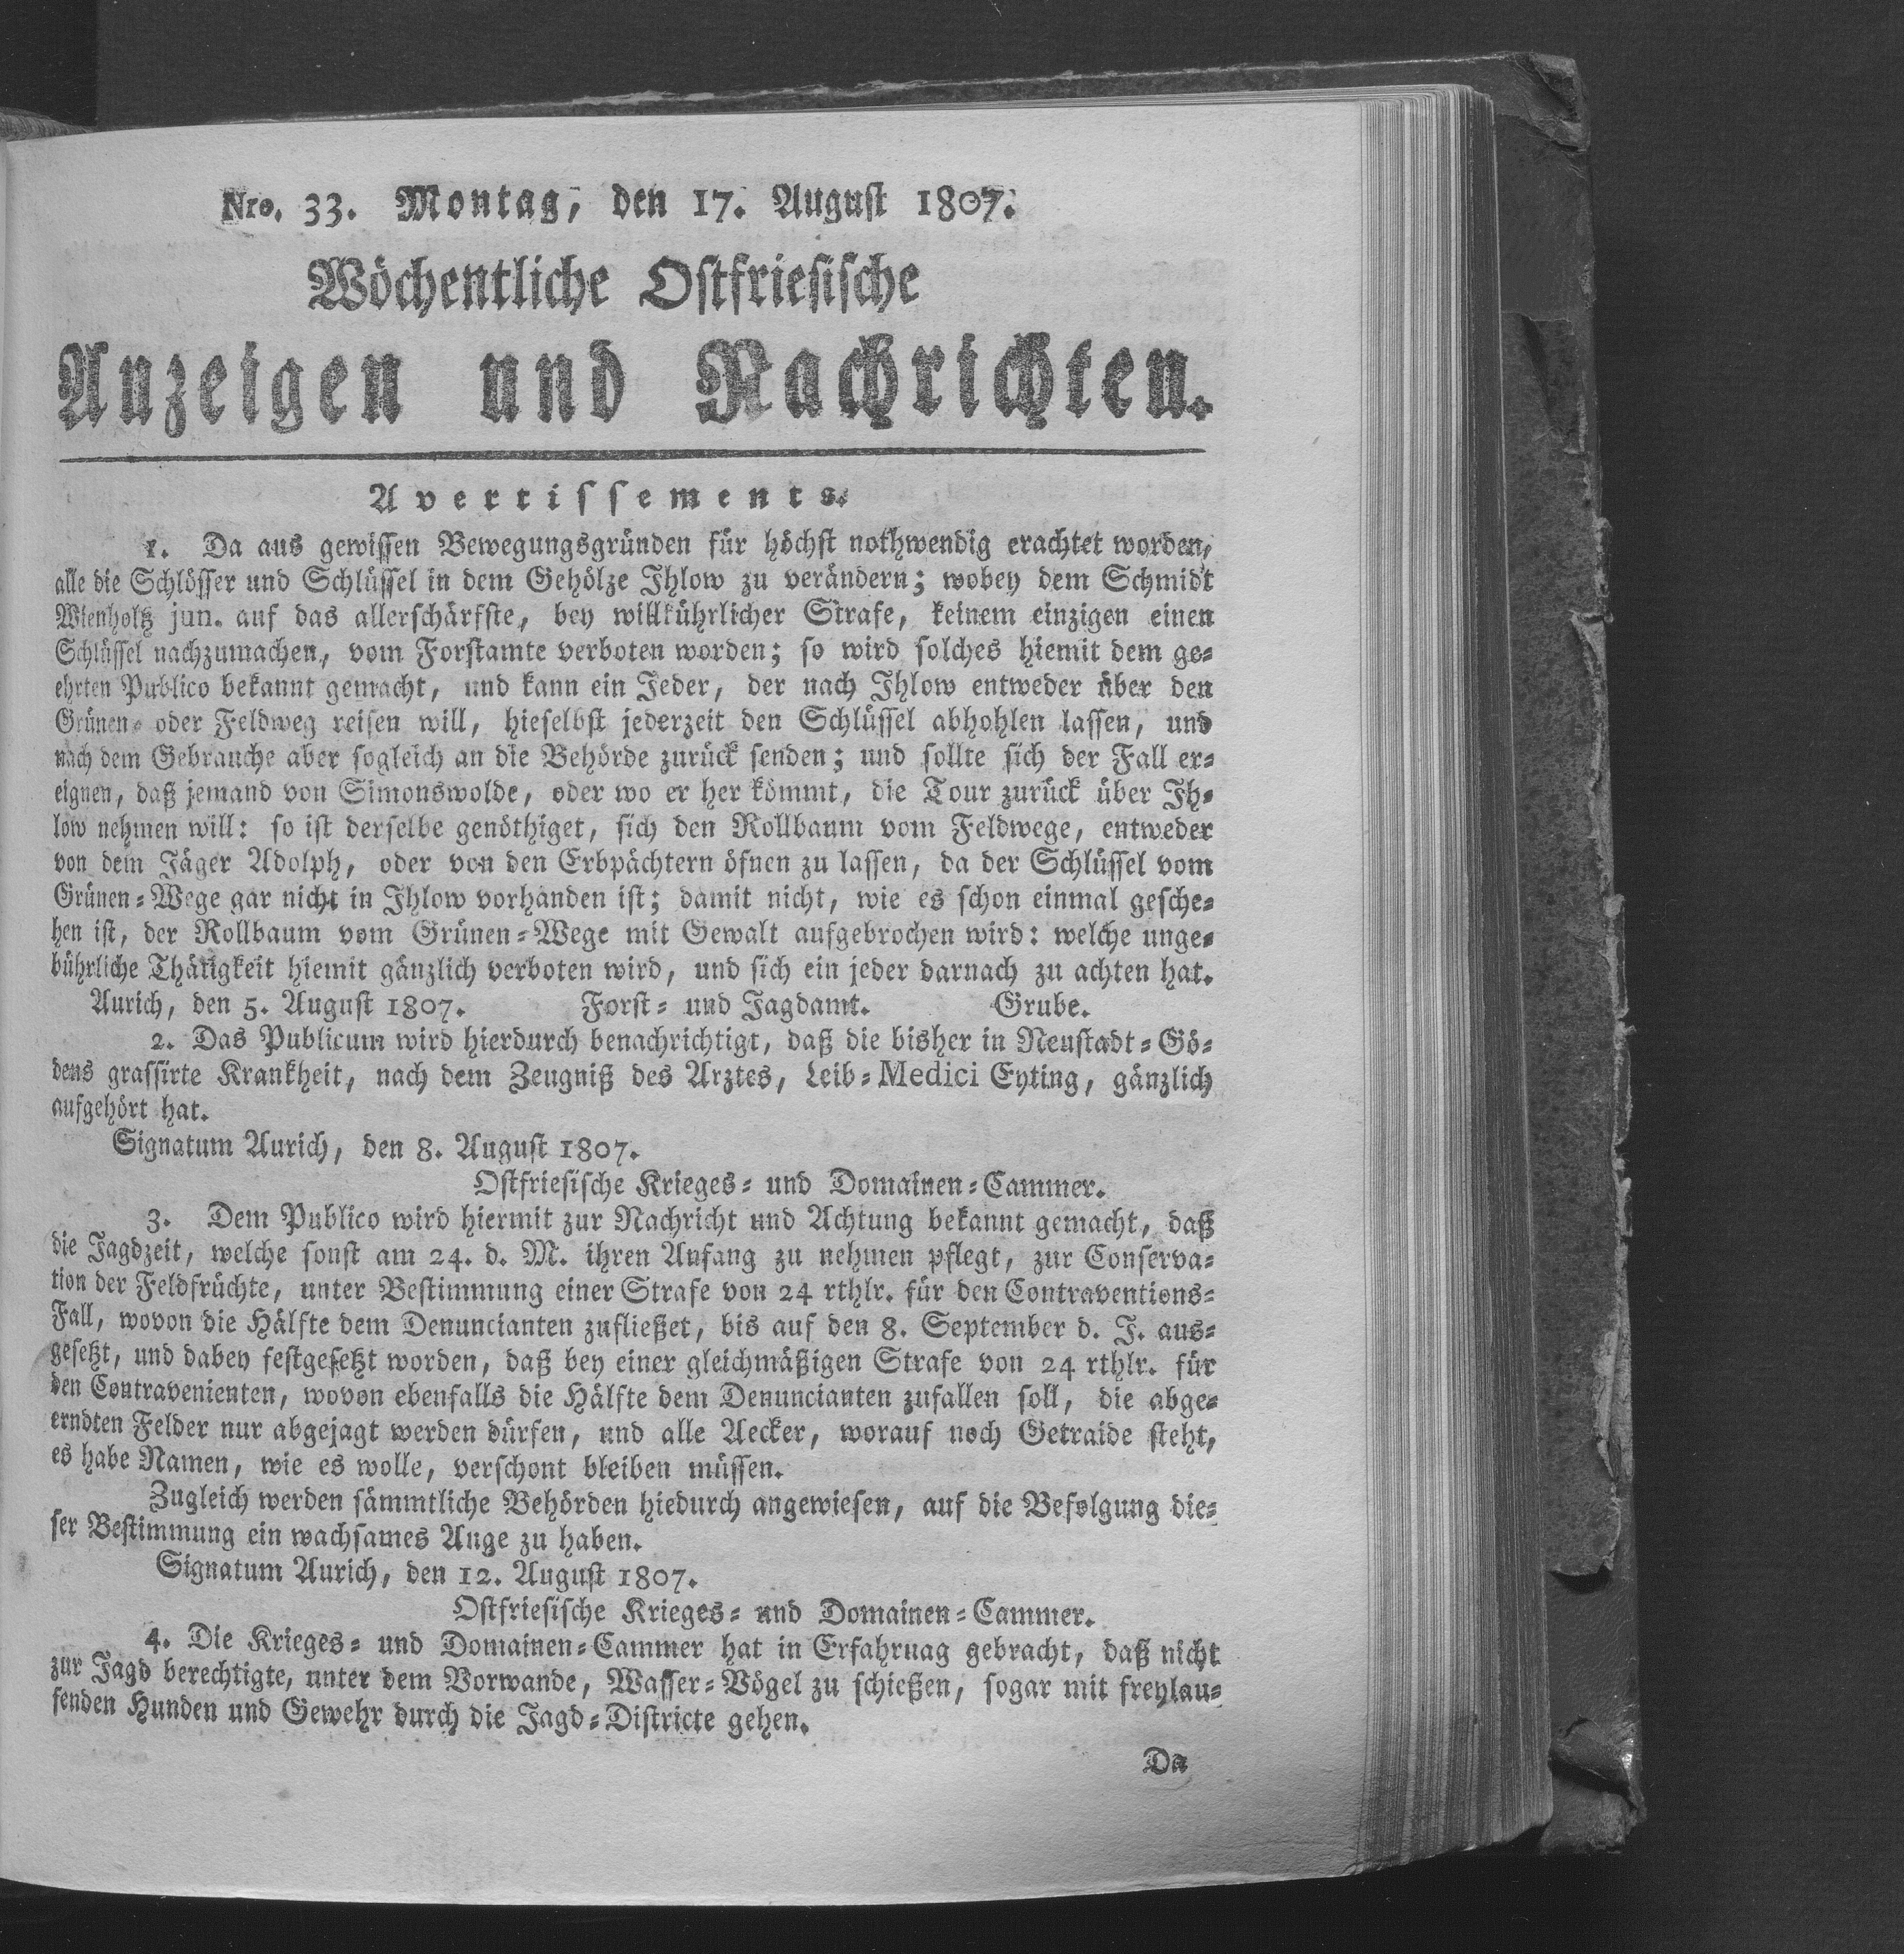 Nro. 33. Montag, den 17. August 1807.
Wöchentliche Ostfriesische
Anzeigen und Nachrichten.
Avertissements.
1. Da aus gewissen Bewegungsgründen für höchst nothwendig erachtet worden,
alle die Schlösser und Schlüssel in dem Gehölze Ihlow zu verändern; wobey dem Schmidt
Wienholtz jun. auf das allerschärfste, bey willkührlicher Strafe, keinem einzigen einen
Schlüssel nachzumachen, vom Forstamte verboten worden; so wird solches hiemit dem ge-
ehrten Publico bekannt gemacht, und kann ein Jeder, der nach Ihlow entweder über den
Grünen- oder Feldweg reisen will, hieselbst jederzeit den Schlüssel abhohlen lassen, und
nach dem Gebrauche aber sogleich an die Behörde zurück senden; und sollte sich der Fall er-
eignen, daß jemand von Simonswolde, oder wo er her kömmt, die Tour zurück über Ih-
low nehmen will: so ist derselbe genöthiget, sich den Rollbaum vom Feldwege, entweder
von dem Jäger Adolph, oder von den Erbpächtern öfnen zu lassen, da der Schlüssel vom
Grünen-Wege gar nicht in Ihlow vorhanden ist; damit nicht, wie es schon einmal gesche-
hen ist, der Rollbaum vom Grünen-Wege mit Gewalt aufgebrochen wird: welche unge-
bührliche Thätigkeit hiemit gänzlich verboten wird, und sich ein jeder darnach zu achten hat.
Aurich, den 5. August 1807. Forst- und Jagdamt. Grube.
2. Das Publicum wird hierdurch benachrichtigt, daß die bisher in Neustadt-Gö-
dens grassirte Krankheit, nach dem Zeugniß des Arztes, Leib-Medici Eyting, gänzlich
aufgehört hat.
Signatum Aurich, den 8. August 1807.
Ostfriesische Krieges- und Domainen-Cammer.
3. Dem Publico wird hiermit zur Nachricht und Achtung bekannt gemacht, daß
die Jagdzeit, welche sonst am 24. d. M. ihren Anfang zu nehmen pflegt, zur Conserva-
tion der Feldfrüchte, unter Bestimmung einer Strafe von 24 rthlr. für den Contraventions-
Fall, wovon die Hälfte dem Denuncianten zufließet, bis auf den 8. September d. J. aus-
gesetzt, und dabey festgesetzt worden, daß bey einer gleichmäßigen Strafe von 24 rthlr. für
den Contravenienten, wovon ebenfalls die Hälfte dem Denuncianten zufallen soll, die abge-
erndten Felder nur abgejagt werden dürfen, und alle Aecker, worauf noch Getraide steht,
es habe Namen, wie es wolle, verschont bleiben müssen.
Zugleich werden sämmtliche Behörden hiedurch angewiesen, auf die Befolgung die-
ser Bestimmung ein wachsames Auge zu haben.
Signatum Aurich, den 12. August 1807.
Ostfriesische Krieges- und Domainen-Cammer.
4. Die Krieges- und Domainen-Cammer hat in Erfahruag gebracht, daß nicht
zur Jagd berechtigte, unter dem Vorwande, Wasser-Vögel zu schießen, sogar mit freylau-
fenden Hunden und Gewehr durch die Jagd-Districte gehen.
Da